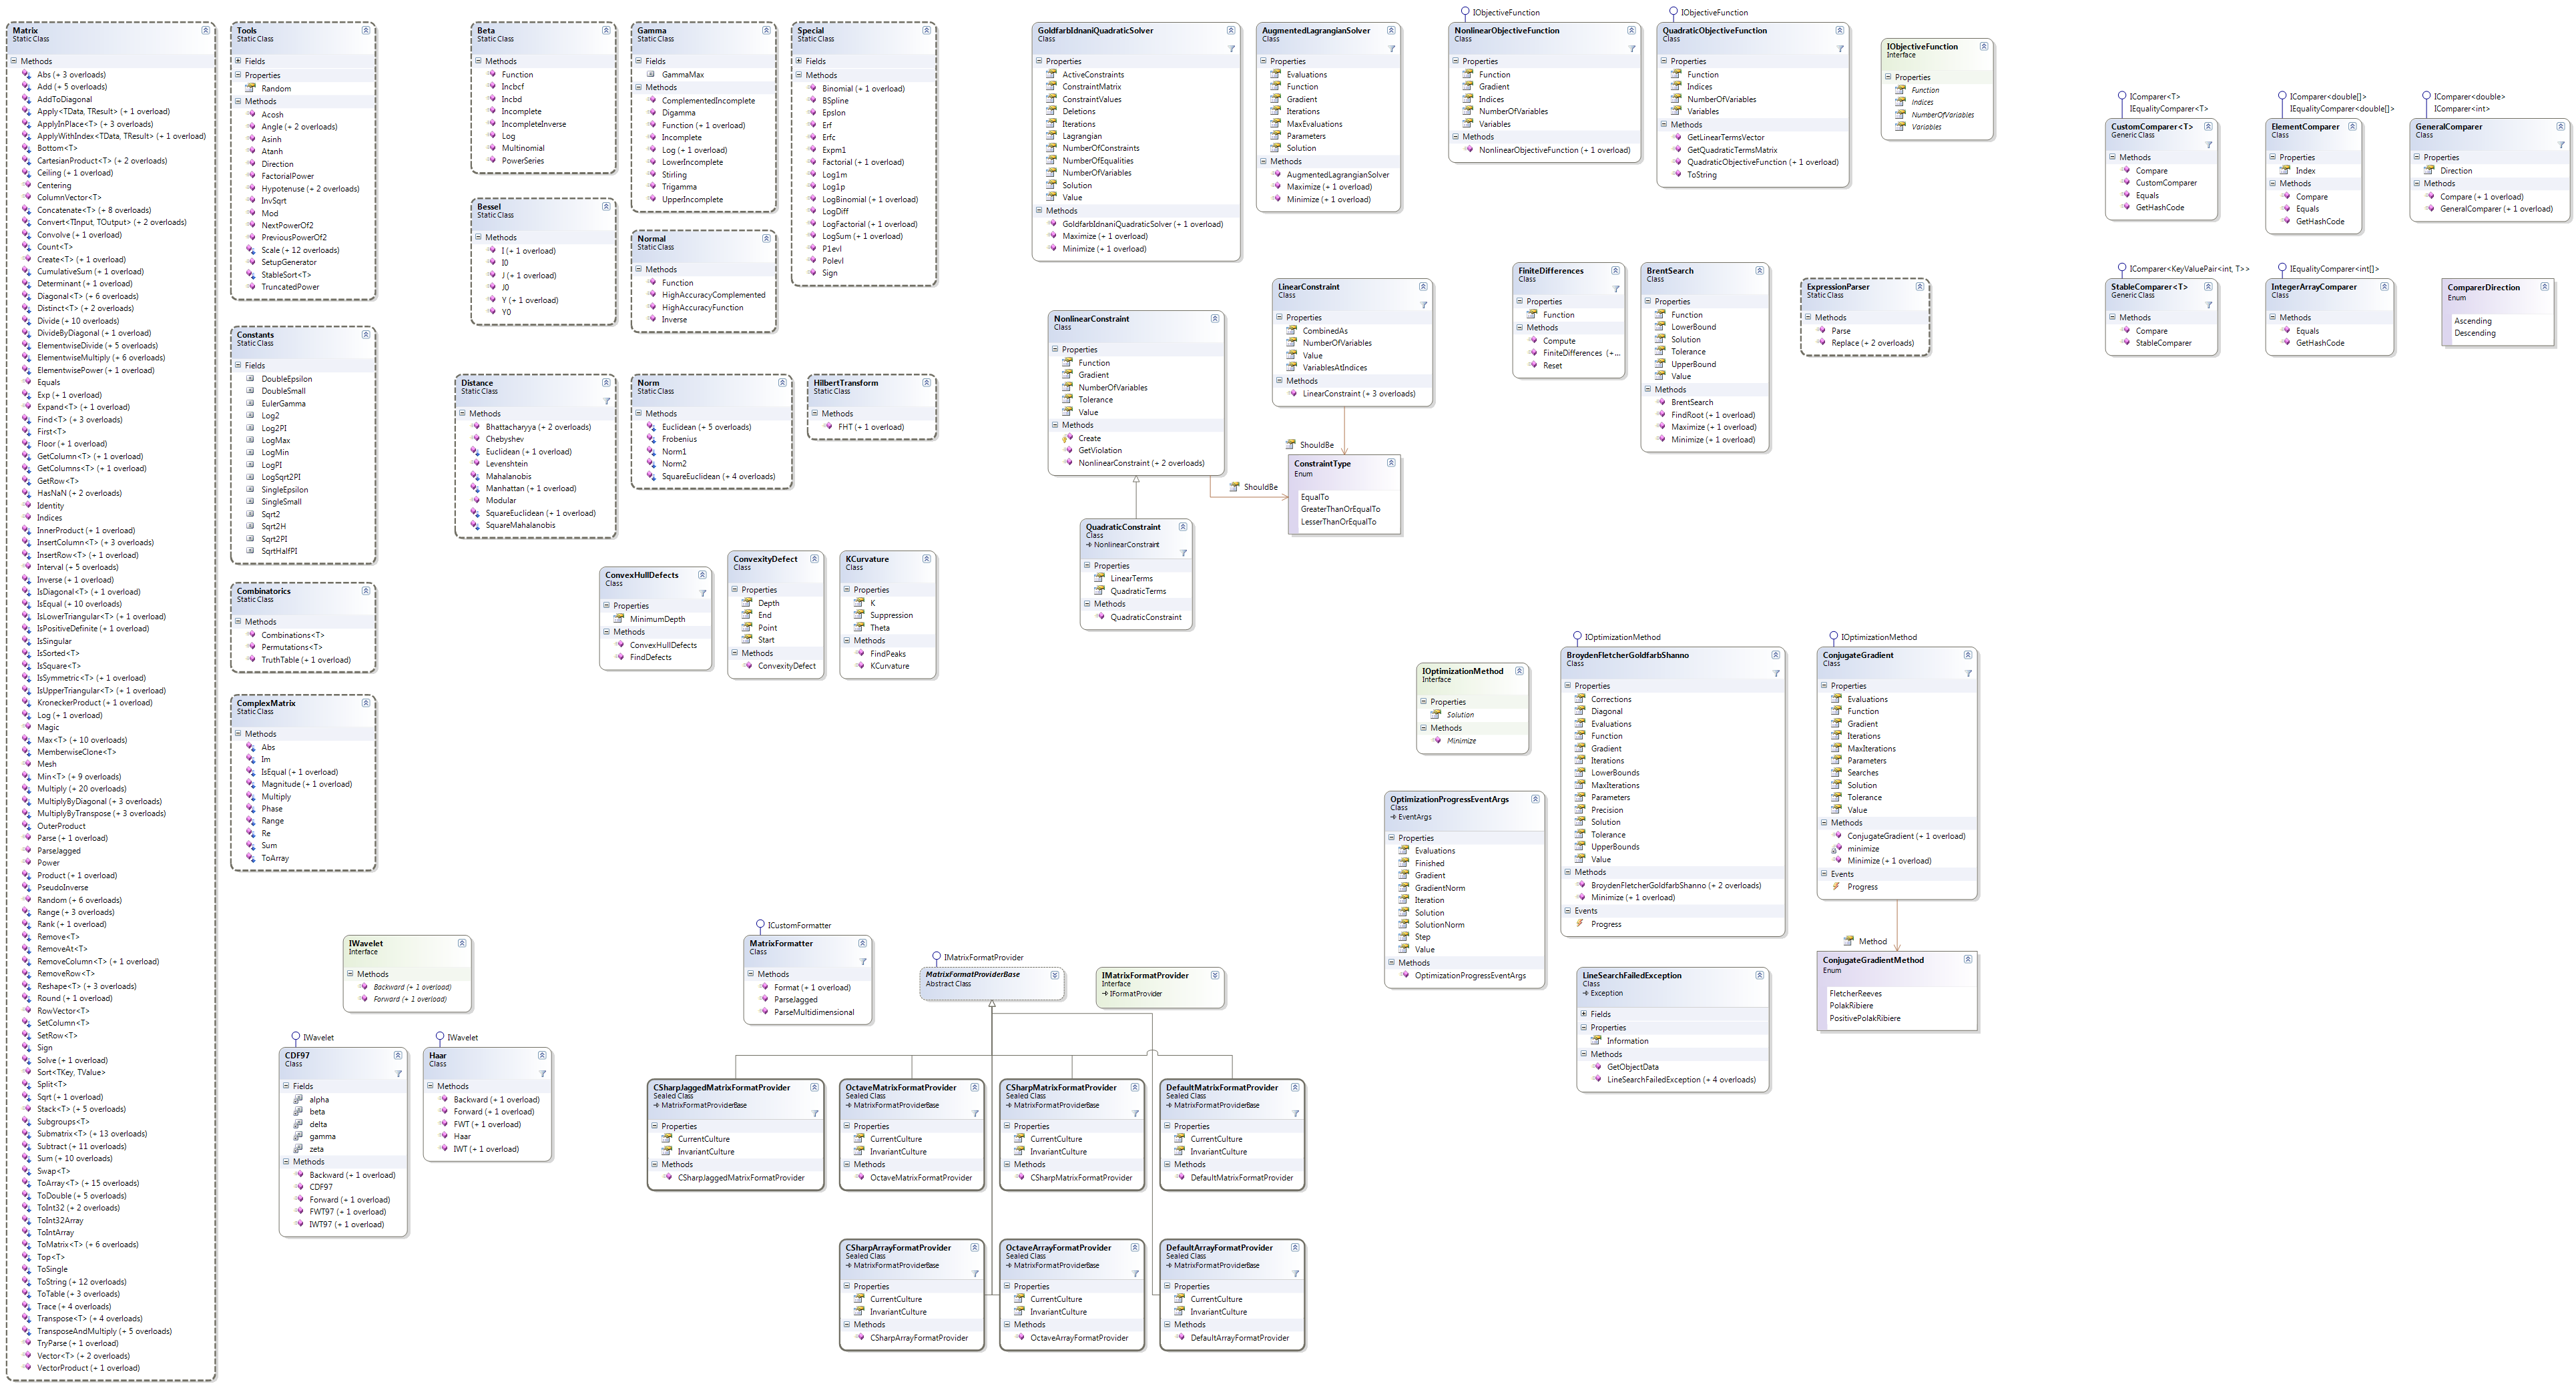 Matrix
Static Class
Methods
Abs (+ 3 overloads)
Add (+ 5 overloads)
AddToDiagonal
Apply<TData, TResult> (+ 1 overload)
ApplyInPlace<T> (+ 3 overloads)
ApplyWithIndex<TData, TResult> (+ 1 overload)
Bottom<T>
CartesianProduct<T> (+ 2 overloads)
Ceiling (+ 1 overload)
Centering
ColumnVector<T>
Concatenate<T> (+ 8 overloads)
Convert<TInput, TOutput> (+ 2 overloads)
Convolve (+ 1 overload)
Count<T>
Create<T> (+ 1 overload)
CumulativeSum (+ 1 overload)
Determinant (+ 1 overload)
Diagonal<T> (+ 6 overloads)
Distinct<T> (+ 2 overloads)
Divide (+ 10 overloads)
DivideByDiagonal (+ 1 overload)
ElementwiseDivide (+ 5 overloads)
ElementwiseMultiply (+ 6 overloads)
ElementwisePower (+ 1 overload)
Equals
Exp (+ 1 overload)
Expand<T> (+ 1 overload)
Find<T> (+ 3 overloads)
First<T>
Floor (+ 1 overload)
GetColumn<T> (+ 1 overload)
GetColumns<T> (+ 1 overload)
GetRow<T>
HasNaN (+ 2 overloads)
Identity
Indices
InnerProduct (+ 1 overload)
InsertColumn<T> (+ 3 overloads)
InsertRow<T> (+ 1 overload)
Interval (+ 5 overloads)
Inverse (+ 1 overload)
IsDiagonal<T> (+ 1 overload)
IsEqual (+ 10 overloads)
IsLowerTriangular<T> (+ 1 overload)
IsPositiveDefinite (+ 1 overload)
IsSingular
IsSorted<T>
IsSquare<T>
IsSymmetric<T> (+ 1 overload)
IsUpperTriangular<T> (+ 1 overload)
KroneckerProduct (+ 1 overload)
Log (+ 1 overload)
Magic
Max<T> (+ 10 overloads)
MemberwiseClone<T>
Mesh
Min<T> (+ 9 overloads)
Multiply (+ 20 overloads)
MultiplyByDiagonal (+ 3 overloads)
MultiplyByTranspose (+ 3 overloads)
OuterProduct
Parse (+ 1 overload)
ParseJagged
Power
Product (+ 1 overload)
PseudoInverse
Random (+ 6 overloads)
Range (+ 3 overloads)
Rank (+ 1 overload)
Remove<T>
RemoveAt<T>
RemoveColumn<T> (+ 1 overload)
RemoveRow<T>
Reshape<T> (+ 3 overloads)
Round (+ 1 overload)
RowVector<T>
SetColumn<T>
SetRow<T>
Sign
Solve (+ 1 overload)
Sort<TKey, TValue>
Split<T>
Sqrt (+ 1 overload)
Stack<T> (+ 5 overloads)
Subgroups<T>
Submatrix<T> (+ 13 overloads)
Subtract (+ 11 overloads)
Sum (+ 10 overloads)
Swap<T>
ToArray<T> (+ 15 overloads)
ToDouble (+ 5 overloads)
ToInt32 (+ 2 overloads)
ToInt32Array
ToIntArray
ToMatrix<T> (+ 6 overloads)
Top<T>
ToSingle
ToString (+ 12 overloads)
ToTable (+ 3 overloads)
Trace (+ 4 overloads)
Transpose<T> (+ 4 overloads)
TransposeAndMultiply (+ 5 overloads)
TryParse (+ 1 overload)
Vector<T> (+ 2 overloads)
VectorProduct (+ 1 overload)
Tools
Static Class
Fields
Properties
Random
Methods
Acosh
Angle (+ 2 overloads)
Asinh
Atanh
Direction
FactorialPower
Hypotenuse (+ 2 overloads)
InvSqrt
Mod
NextPowerOf2
PreviousPowerOf2
Scale (+ 12 overloads)
SetupGenerator
StableSort<T>
TruncatedPower
Constants
Static Class
Fields
DoubleEpsilon
DoubleSmall
EulerGamma
Log2
Log2PI
LogMax
LogMin
LogPI
LogSqrt2PI
SingleEpsilon
SingleSmall
Sqrt2
Sqrt2H
Sqrt2PI
SqrtHalfPI
Combinatorics
Static Class
Methods
Combinations<T>
Permutations<T>
TruthTable (+ 1 overload)
ComplexMatrix
Static Class
Methods
Abs
Im
IsEqual (+ 1 overload)
Magnitude (+ 1 overload)
Multiply
Phase
Range
Re
Sum
ToArray
IWavelet
Interface
Methods
Backward (+ 1 overload)
Forward (+ 1 overload)
IWavelet
CDF97
Class
Fields
alpha
beta
delta
gamma
zeta
Methods
Backward (+ 1 overload)
CDF97
Forward (+ 1 overload)
FWT97 (+ 1 overload)
IWT97 (+ 1 overload)
IWavelet
Haar
Class
Methods
Backward (+ 1 overload)
Forward (+ 1 overload)
FWT (+ 1 overload)
Haar
IWT (+ 1 overload)
Beta
Static Class
Methods
Function
Incbcf
Incbd
Incomplete
IncompleteInverse
Log
Multinomial
PowerSeries
Bessel
Static Class
Methods
I (+ 1 overload)
I0
J (+ 1 overload)
J0
Y (+ 1 overload)
Y0
Gamma
Static Class
Fields
GammaMax
Methods
ComplementedIncomplete
Digamma
Function (+ 1 overload)
Incomplete
Log (+ 1 overload)
LowerIncomplete
Stirling
Trigamma
UpperIncomplete
Normal
Static Class
Methods
Function
HighAccuracyComplemented
HighAccuracyFunction
Inverse
Special
Static Class
Fields
Methods
Binomial (+ 1 overload)
BSpline
Epslon
Erf
Erfc
Expm1
Factorial (+ 1 overload)
Log1m
Log1p
LogBinomial (+ 1 overload)
LogDiff
LogFactorial (+ 1 overload)
LogSum (+ 1 overload)
P1evl
Polevl
Sign
Distance
Static Class
Methods
Bhattacharyya (+ 2 overloads)
Chebyshev
Euclidean (+ 1 overload)
Levenshtein
Mahalanobis
Manhattan (+ 1 overload)
Modular
SquareEuclidean (+ 1 overload)
SquareMahalanobis
Norm
Static Class
Methods
Euclidean (+ 5 overloads)
Frobenius
Norm1
Norm2
SquareEuclidean (+ 4 overloads)
HilbertTransform
Static Class
Methods
FHT (+ 1 overload)
ConvexHullDefects
Class
Properties
MinimumDepth
Methods
ConvexHullDefects
FindDefects
ConvexityDefect
Class
Properties
Depth
End
Point
Start
Methods
ConvexityDefect
KCurvature
Class
Properties
K
Suppression
Theta
Methods
FindPeaks
KCurvature
ICustomFormatter
MatrixFormatter
Class
Methods
Format (+ 1 overload)
ParseJagged
ParseMultidimensional
IMatrixFormatProvider
MatrixFormatProviderBase
Abstract Class
IMatrixFormatProvider
Interface
IFormatProvider
CSharpJaggedMatrixFormatProvider
Sealed Class
MatrixFormatProviderBase
Properties
CurrentCulture
InvariantCulture
Methods
CSharpJaggedMatrixFormatProvider
OctaveMatrixFormatProvider
Sealed Class
MatrixFormatProviderBase
Properties
CurrentCulture
InvariantCulture
Methods
OctaveMatrixFormatProvider
CSharpMatrixFormatProvider
Sealed Class
MatrixFormatProviderBase
Properties
CurrentCulture
InvariantCulture
Methods
CSharpMatrixFormatProvider
DefaultMatrixFormatProvider
Sealed Class
MatrixFormatProviderBase
Properties
CurrentCulture
InvariantCulture
Methods
DefaultMatrixFormatProvider
CSharpArrayFormatProvider
Sealed Class
MatrixFormatProviderBase
Properties
CurrentCulture
InvariantCulture
Methods
CSharpArrayFormatProvider
OctaveArrayFormatProvider
Sealed Class
MatrixFormatProviderBase
Properties
CurrentCulture
InvariantCulture
Methods
OctaveArrayFormatProvider
DefaultArrayFormatProvider
Sealed Class
MatrixFormatProviderBase
Properties
CurrentCulture
InvariantCulture
Methods
DefaultArrayFormatProvider
GoldfarbIdnaniQuadraticSolver
Class
Properties
ActiveConstraints
ConstraintMatrix
ConstraintValues
Deletions
Iterations
Lagrangian
NumberOfConstraints
NumberOfEqualities
NumberOfVariables
Solution
Value
Methods
GoldfarbIdnaniQuadraticSolver (+ 1 overload)
Maximize (+ 1 overload)
Minimize (+ 1 overload)
AugmentedLagrangianSolver
Class
Properties
Evaluations
Function
Gradient
Iterations
MaxEvaluations
Parameters
Solution
Methods
AugmentedLagrangianSolver
Maximize (+ 1 overload)
Minimize (+ 1 overload)
IObjectiveFunction
NonlinearObjectiveFunction
Class
Properties
Function
Gradient
Indices
NumberOfVariables
Variables
Methods
NonlinearObjectiveFunction (+ 1 overload)
IObjectiveFunction
QuadraticObjectiveFunction
Class
Properties
Function
Indices
NumberOfVariables
Variables
Methods
GetLinearTermsVector
GetQuadraticTermsMatrix
QuadraticObjectiveFunction (+ 1 overload)
ToString
IObjectiveFunction
Interface
Properties
Function
Indices
NumberOfVariables
Variables
NonlinearConstraint
Class
Properties
Function
Gradient
NumberOfVariables
Tolerance
Value
Methods
Create
GetViolation
NonlinearConstraint (+ 2 overloads)
LinearConstraint
Class
Properties
CombinedAs
NumberOfVariables
Value
VariablesAtIndices
Methods
LinearConstraint (+ 3 overloads)
ShouldBe
ShouldBe
ConstraintType
Enum
EqualTo
GreaterThanOrEqualTo
LesserThanOrEqualTo
QuadraticConstraint
Class
NonlinearConstraint
Properties
LinearTerms
QuadraticTerms
Methods
QuadraticConstraint
FiniteDifferences
Class
Properties
Function
Methods
Compute
FiniteDifferences (+...
Reset
BrentSearch
Class
Properties
Function
LowerBound
Solution
Tolerance
UpperBound
Value
Methods
BrentSearch
FindRoot (+ 1 overload)
Maximize (+ 1 overload)
Minimize (+ 1 overload)
ExpressionParser
Static Class
Methods
Parse
Replace (+ 2 overloads)
IOptimizationMethod
Interface
Properties
Solution
Methods
Minimize
OptimizationProgressEventArgs
Class
EventArgs
Properties
Evaluations
Finished
Gradient
GradientNorm
Iteration
Solution
SolutionNorm
Step
Value
Methods
OptimizationProgressEventArgs
IOptimizationMethod
BroydenFletcherGoldfarbShanno
Class
Properties
Corrections
Diagonal
Evaluations
Function
Gradient
Iterations
LowerBounds
MaxIterations
Parameters
Precision
Solution
Tolerance
UpperBounds
Value
Methods
BroydenFletcherGoldfarbShanno (+ 2 overloads)
Minimize (+ 1 overload)
Events
Progress
IOptimizationMethod
ConjugateGradient
Class
Properties
Evaluations
Function
Gradient
Iterations
MaxIterations
Parameters
Searches
Solution
Tolerance
Value
Methods
ConjugateGradient (+ 1 overload)
minimize
Minimize (+ 1 overload)
Events
Progress
Method
ConjugateGradientMethod
Enum
FletcherReeves
PolakRibiere
PositivePolakRibiere
LineSearchFailedException
Class
Exception
Fields
Properties
Information
Methods
GetObjectData
LineSearchFailedException (+ 4 overloads)
IComparer<T>
IEqualityComparer<T>
CustomComparer<T>
Generic Class
Methods
Compare
CustomComparer
Equals
GetHashCode
IComparer<double[]>
IEqualityComparer<double[]>
ElementComparer
Class
Properties
Index
Methods
Compare
Equals
GetHashCode
IComparer<double>
IComparer<int>
GeneralComparer
Class
Properties
Direction
Methods
Compare (+ 1 overload)
GeneralComparer (+ 1 overload)
IComparer<KeyValuePair<int, T>>
StableComparer<T>
Generic Class
Methods
Compare
StableComparer
IEqualityComparer<int[]>
IntegerArrayComparer
Class
Methods
Equals
GetHashCode
ComparerDirection
Enum
Ascending
Descending